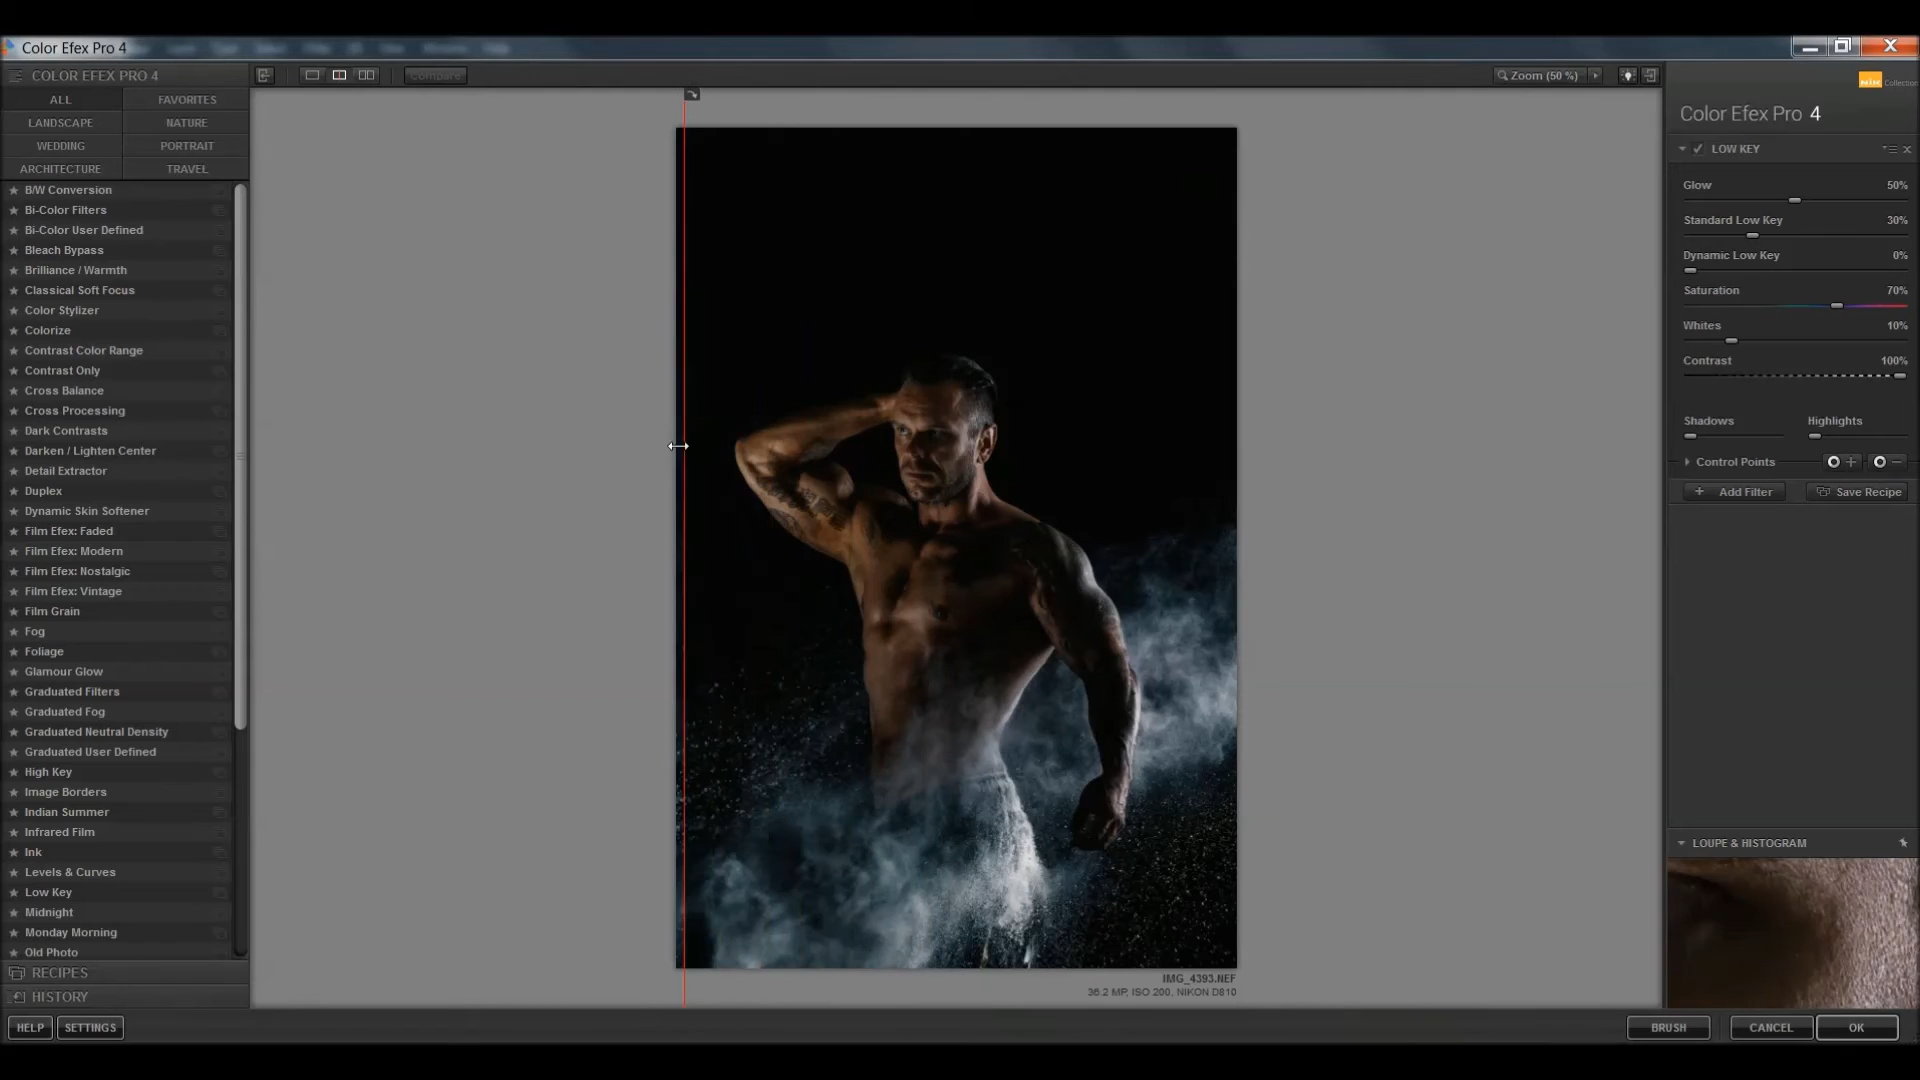 Color Efex Pro 4
COLOR EFEX PRO 4
Compare
Zoom (50 %)
ALL
FAVORITES
LANDSCAPE
NATURE
WEDDING
PORTRAIT
ARCHITECTURE
TRAVEL
B/W Conversion
Bi-Color Filters
Bi-Color User Defined
Bleach Bypass
Brilliance / Warmth
Classical Soft Focus
Color Stylizer
Colorize
Contrast Color Range
Contrast Only
Cross Balance
Cross Processing
Dark Contrasts
Darken / Lighten Center
Detail Extractor
Duplex
Dynamic Skin Softener
Film Efex: Faded
Film Efex: Modern
Film Efex: Nostalgic
Film Efex: Vintage
Film Grain
Fog
Foliage
Glamour Glow
Graduated Filters
Graduated Fog
Graduated Neutral Density
Graduated User Defined
High Key
Image Borders
Indian Summer
Infrared Film
Ink
Levels & Curves
Low Key
Midnight
Monday Morning
Old Photo
RECIPES
HISTORY
HELP
SETTINGS
IMG_4393.NEF
36.2 MP, ISO 200, NIKON D810
Nik Collection
Color Efex Pro 4
LOW KEY
Glow 50%
Standard Low Key 30%
Dynamic Low Key 0%
Saturation 70%
Whites 10%
Contrast 100%
Shadows Highlights
Control Points
Add Filter
Save Recipe
LOUPE & HISTOGRAM
BRUSH
CANCEL
OK